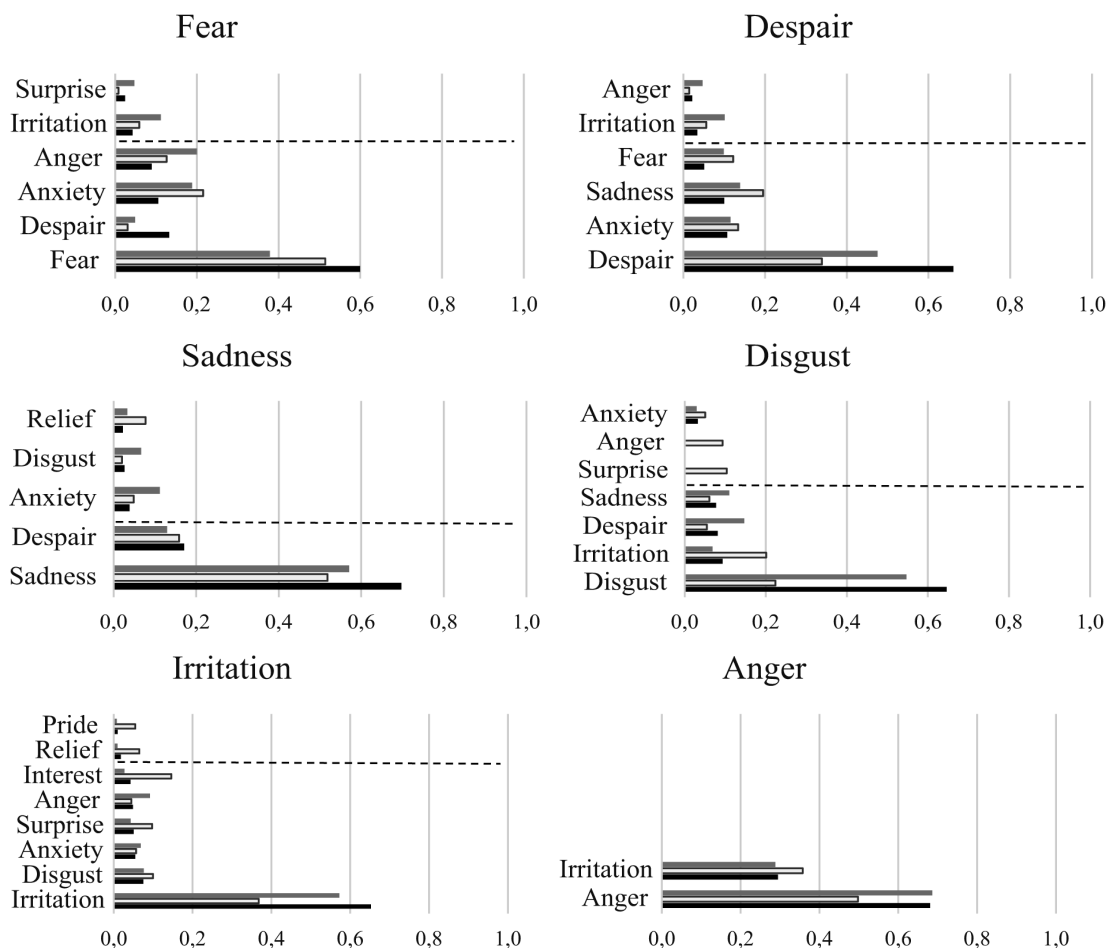 Fear
Surprise
Irritation
Anger
Anxiety
Despair
Fear
0,0 0,2 0,4 0,6 0,8 1,0
Despair
Anger
Irritation
Fear
Sadness
Anxiety
Despair
0,0 0,2 0,4 0,6 0,8 1,0
Sadness
Relief
Disgust
Anxiety
Despair
Sadness
0,0 0,2 0,4 0,6 0,8 1,0
Disgust
Anxiety
Anger
Surprise
Sadness
Despair
Irritation
Disgust
0,0 0,2 0,4 0,6 0,8 1,0
Irritation
Pride
Relief
Interest
Anger
Surprise
Anxiety
Disgust
Irritation
0,0 0,2 0,4 0,6 0,8 1,0
Anger
Irritation
Anger
0,0 0,2 0,4 0,6 0,8 1,0